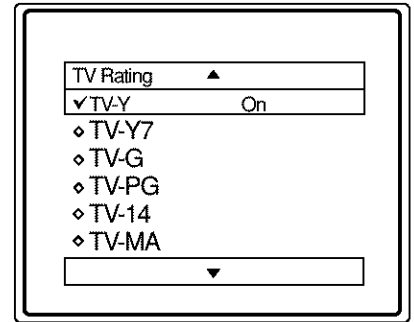 TV Rating ▲
✔TV-Y On
⋄ TV-Y7
⋄ TV-G
⋄ TV-PG
⋄ TV-14
⋄ TV-MA
▼